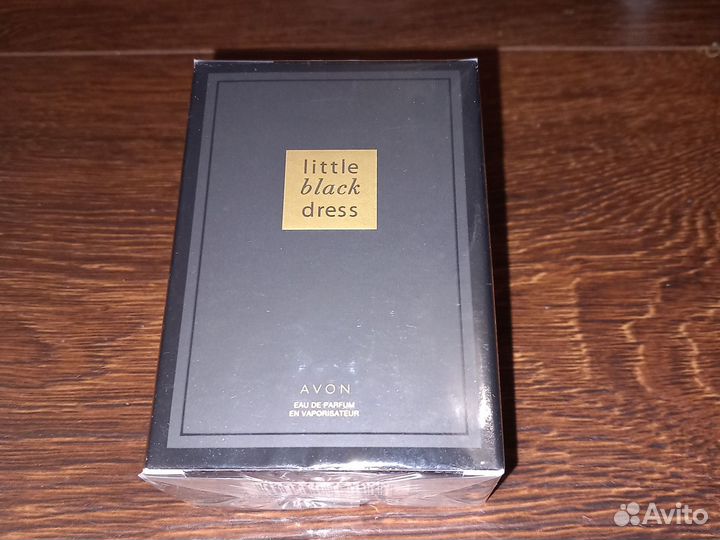 little
black
dress
AVON
EAU DE PARFUM
EN VAPORISATEUR
Avito